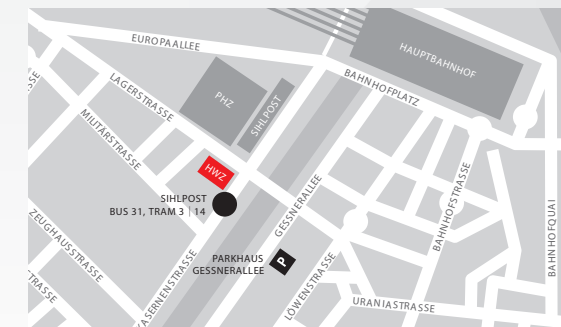 EUROPAALLEE
HAUPTBAHNHOF
BAHNHOFPLATZ
LAGERSTRASSE
PHZ
SIHLPOST
MILITÄRSTRASSE
HWZ
SIHLPOST
BUS 31, TRAM 3 | 14
GESSNERALLEE
BAHNHOFSTRASSE
BAHNHOFQUAI
ZEUGHAUSSTRASSE
PARKHAUS
GESSNERALLEE
P
KASERNENSTRASSE
LÖWENSTRASSE
URANIASTRASSE